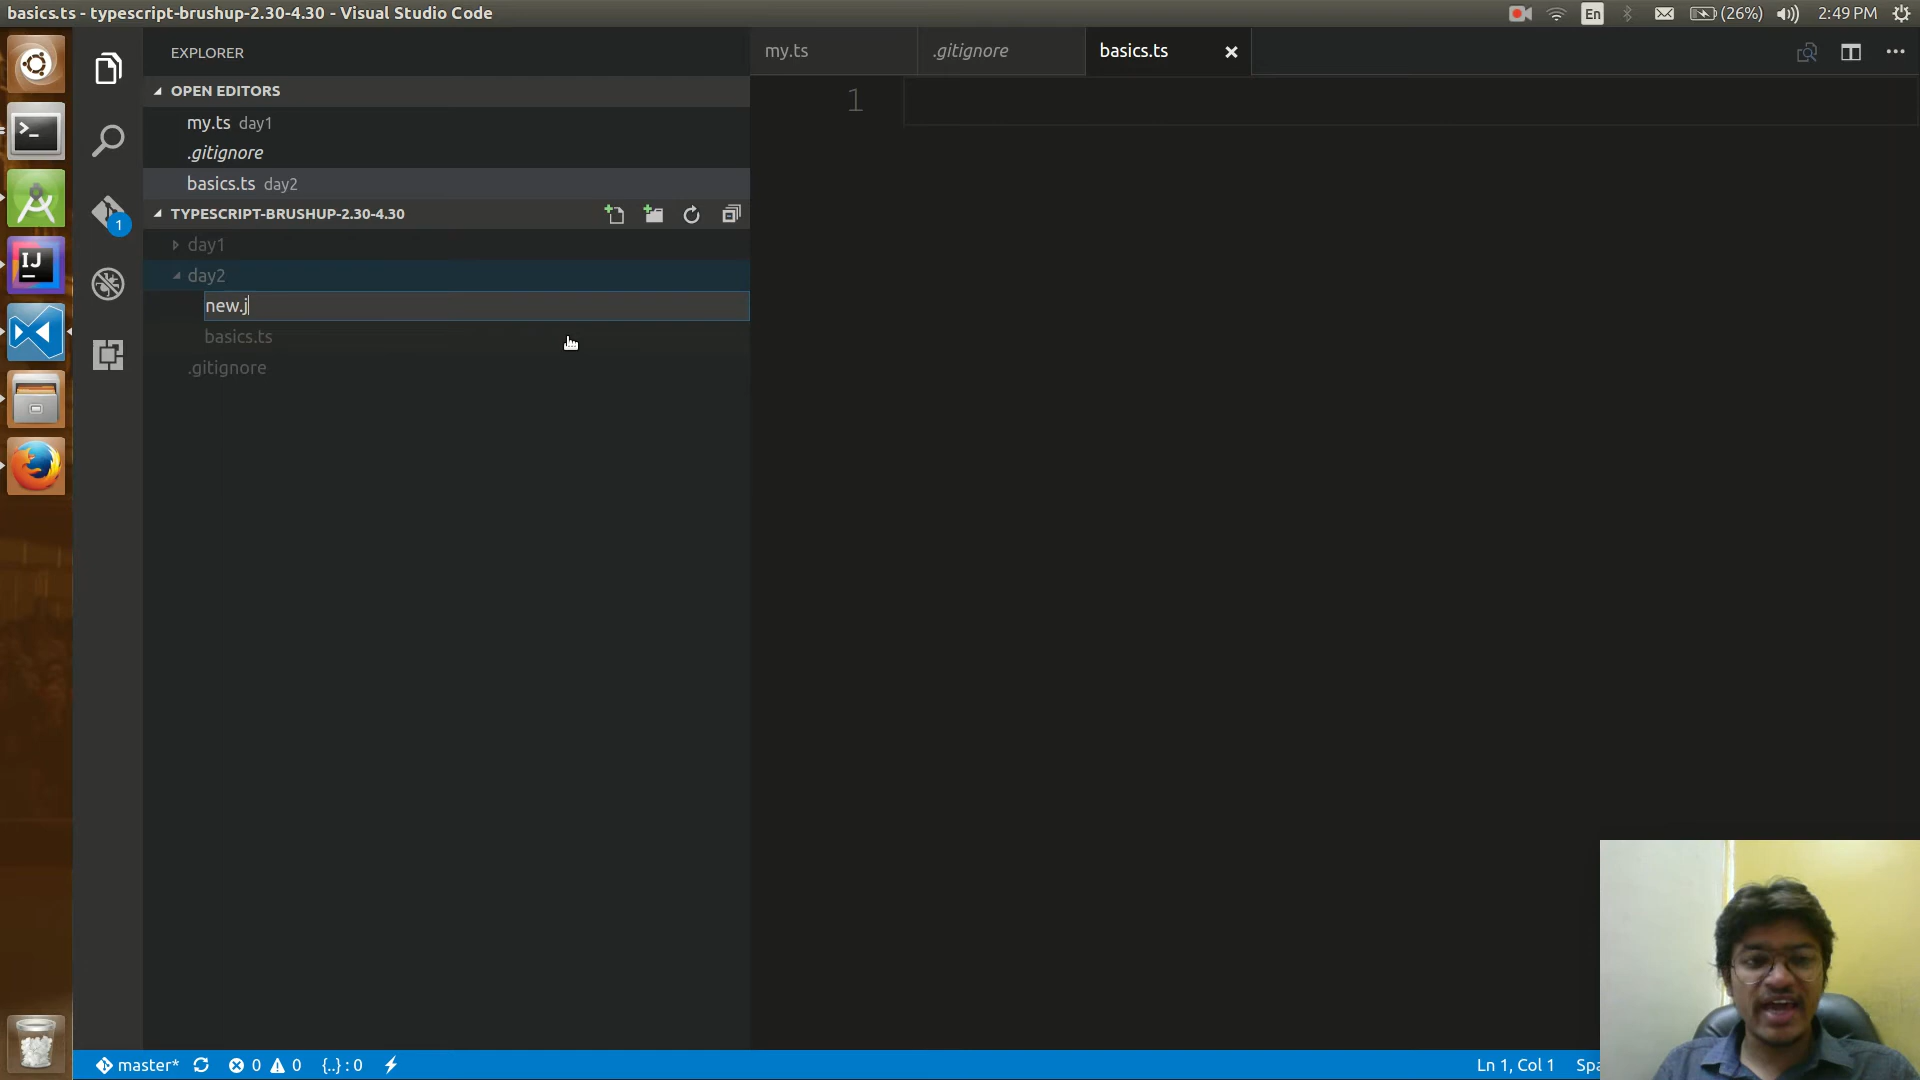 basics.ts - typescript-brushup-2.30-4.30 - Visual Studio Code
En
(26%)
2:49 PM
EXPLORER
OPEN EDITORS
my.ts day1
.gitignore
basics.ts day2
TYPESCRIPT-BRUSHUP-2.30-4.30
day1
day2
new.j
basics.ts
.gitignore
my.ts
.gitignore
basics.ts
1
1
IJ
master*
0
0
{..} : 0
Ln 1, Col 1
Spa